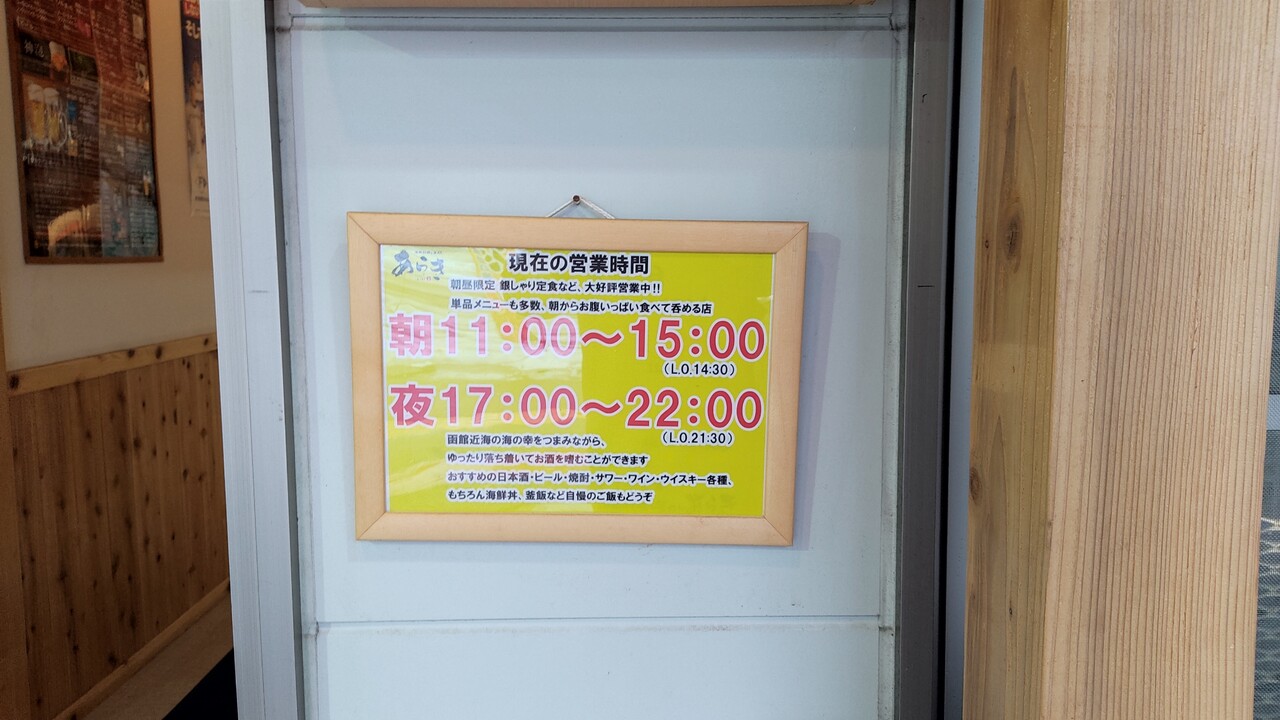 あらき
現在の営業時間
朝昼限定 銀しゃり定食など、大好評営業中!!
単品メニューも多数、朝からお腹いっぱい食べて呑める店
朝11:00～15:00
(L.O.14:30)
夜17:00～22:00
(L.O.21:30)
函館近海の海の幸をつまみながら、
ゆったり落ち着いてお酒を嗜むことができます
おすすめの日本酒・ビール・焼酎・サワー・ワイン・ウイスキー各種、
もちろん海鮮丼、釜飯など自慢のご飯もどうぞ